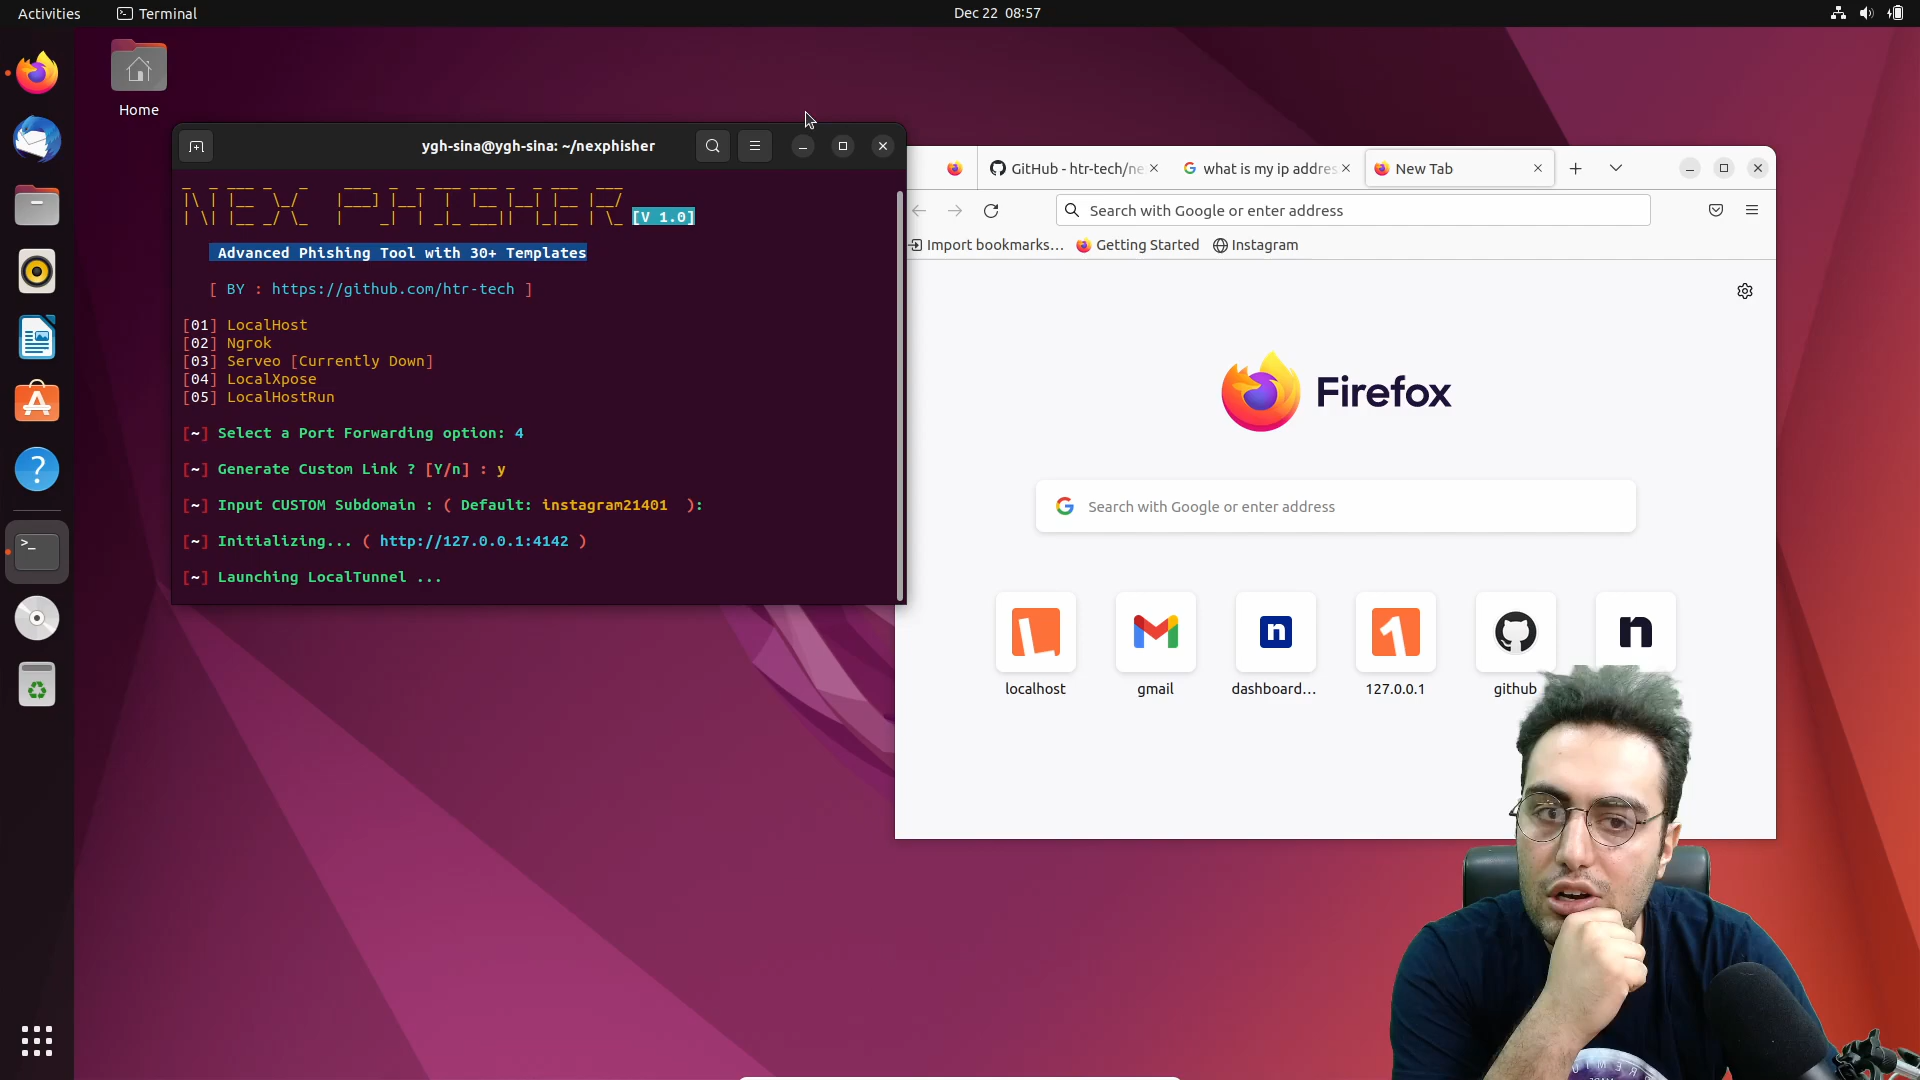 Activities
Terminal
Dec 22 08:57
Home
ygh-sina@ygh-sina: ~/nexphisher
[V 1.0]
Advanced Phishing Tool with 30+ Templates
[ BY : https://github.com/htr-tech ]
[01] LocalHost
[02] Ngrok
[03] Serveo [Currently Down]
[04] LocalXpose
[05] LocalHostRun
[~] Select a Port Forwarding option: 4
[~] Generate Custom Link ? [Y/n] : y
[~] Input CUSTOM Subdomain : ( Default: instagram21401 ):
[~] Initializing... ( http://127.0.0.1:4142 )
[~] Launching LocalTunnel ...
GitHub - htr-tech/ne
what is my ip addres
New Tab
Search with Google or enter address
Import bookmarks...
Getting Started
Instagram
Firefox
Search with Google or enter address
localhost
gmail
dashboard...
127.0.0.1
github